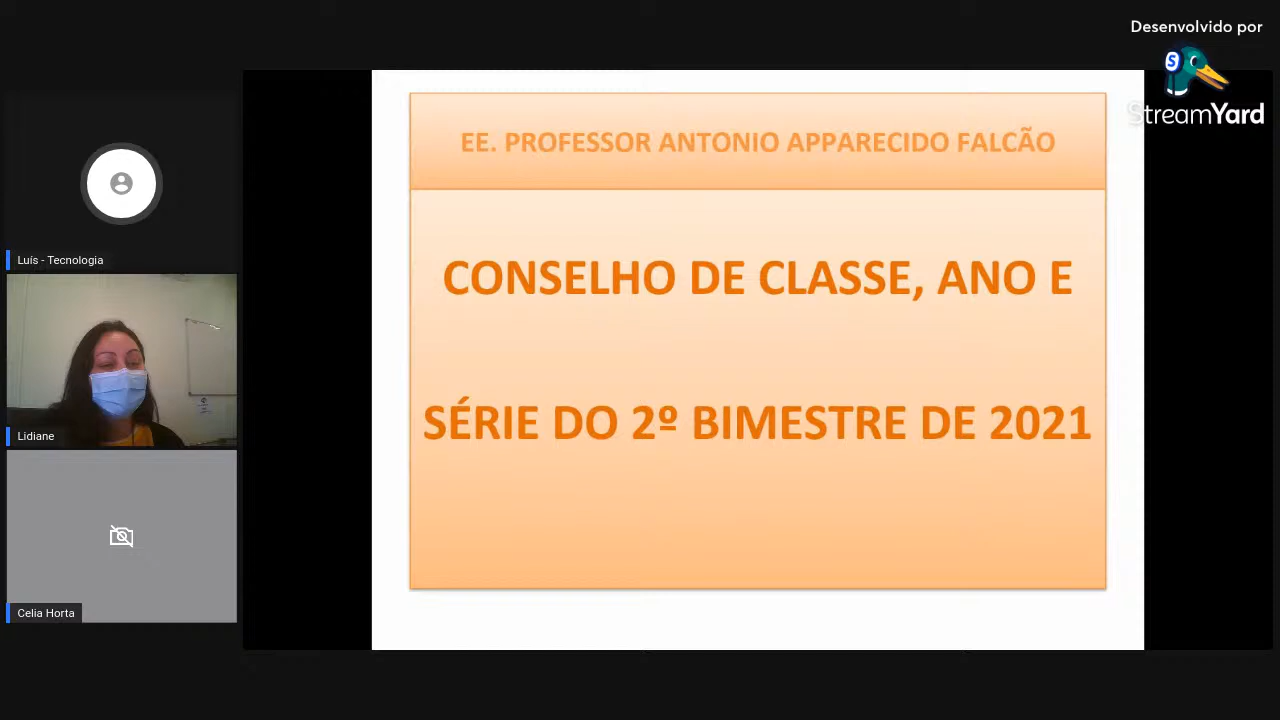 Desenvolvido por
StreamYard
EE. PROFESSOR ANTONIO APPARECIDO FALCÃO
CONSELHO DE CLASSE, ANO E
SÉRIE DO 2º BIMESTRE DE 2021
Luís - Tecnologia
Lidiane
Celia Horta